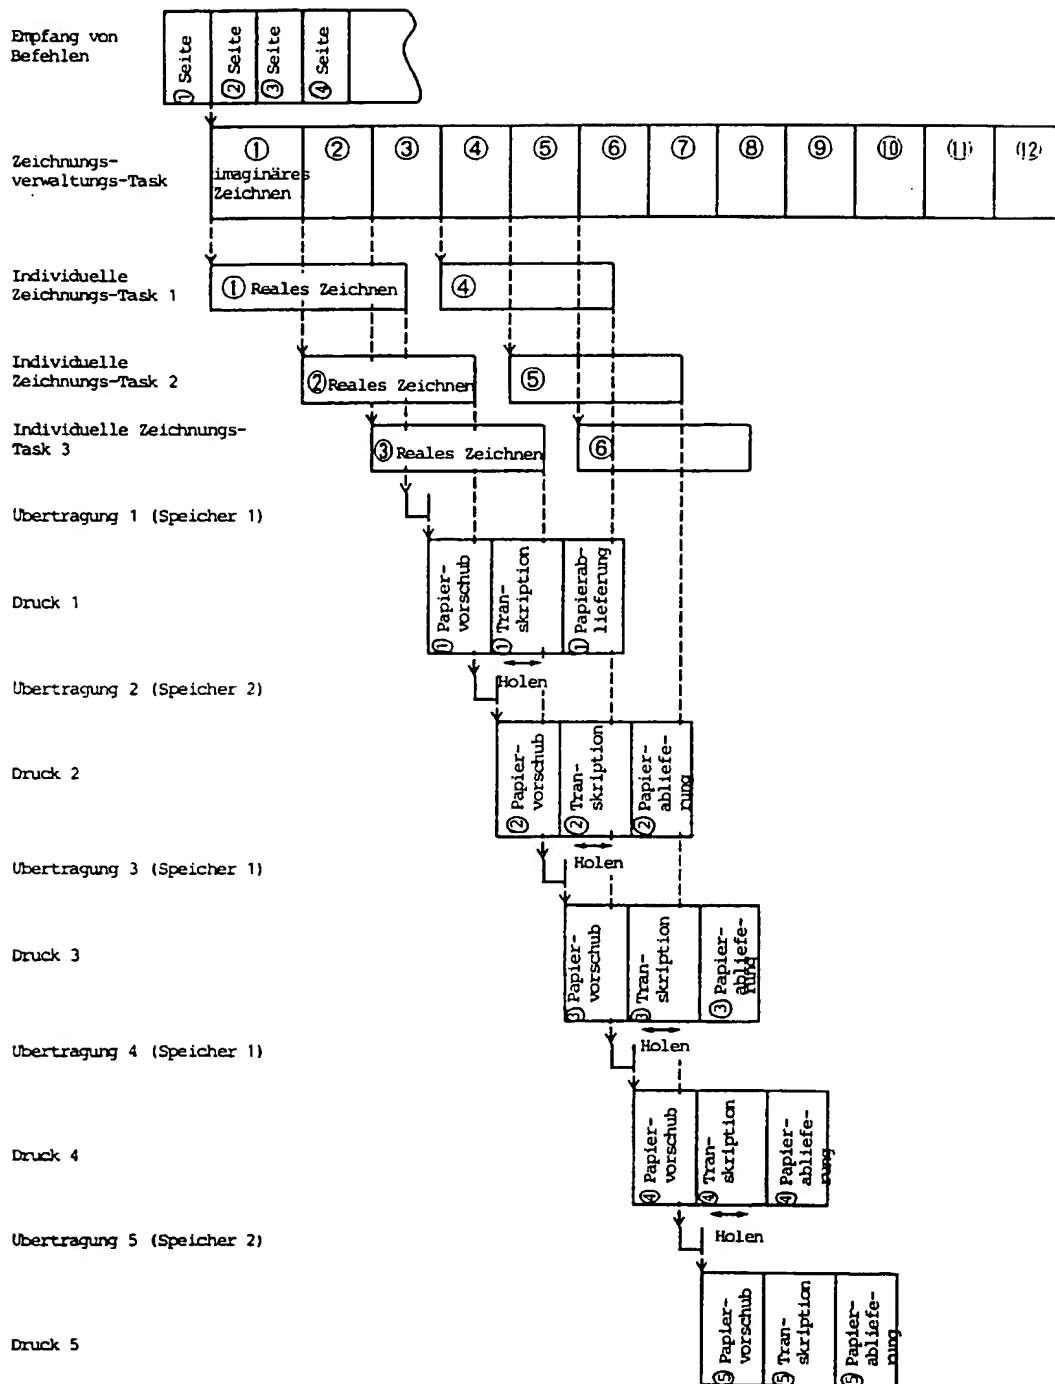 Empfang von
Befehlen
① Seite
② Seite
③ Seite
④ Seite
Zeichnungs-
verwaltungs-Task
①
imaginäres
Zeichnen
②
③
④
⑤
⑥
⑦
⑧
⑨
⑩
(11)
(12)
Individuelle
Zeichnungs-Task 1
① Reales Zeichnen
④
Individuelle
Zeichnungs-Task 2
② Reales Zeichnen
⑤
Individuelle Zeichnungs-
Task 3
③ Reales Zeichnen
⑥
Übertragung 1 (Speicher 1)
Druck 1
① Papier-
vorschub
① Tran-
skription
① Papierab-
lieferung
Holen
Übertragung 2 (Speicher 2)
Druck 2
② Papier-
vorschub
② Tran-
skription
② Papier-
abliefe-
rung
Holen
Übertragung 3 (Speicher 1)
Druck 3
③ Papier-
vorschub
③ Tran-
skription
③ Papier-
abliefe-
rung
Holen
Übertragung 4 (Speicher 1)
Druck 4
④ Papier-
vorschub
④ Tran-
skription
④ Papier-
abliefe-
rung
Holen
Übertragung 5 (Speicher 2)
Druck 5
⑤ Papier-
vorschub
⑤ Tran-
skription
⑤ Papier-
abliefe-
rung